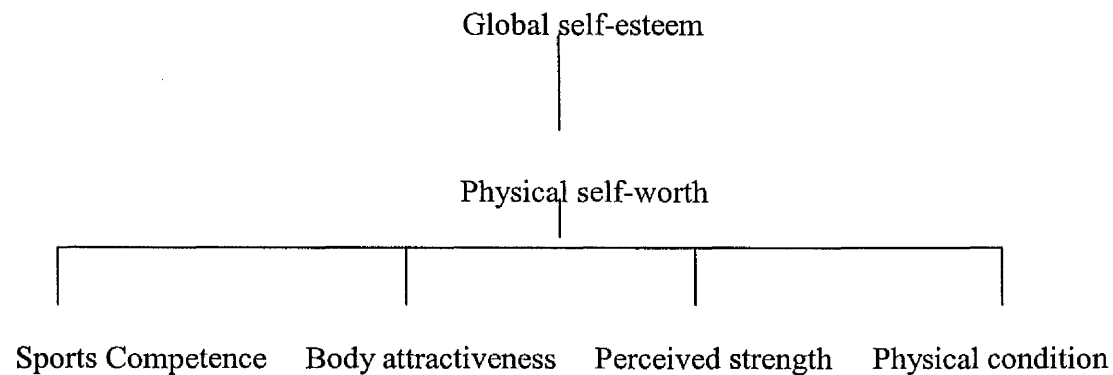 Global self-esteem
Physical self-worth
Sports Competence Body attractiveness Perceived strength Physical condition